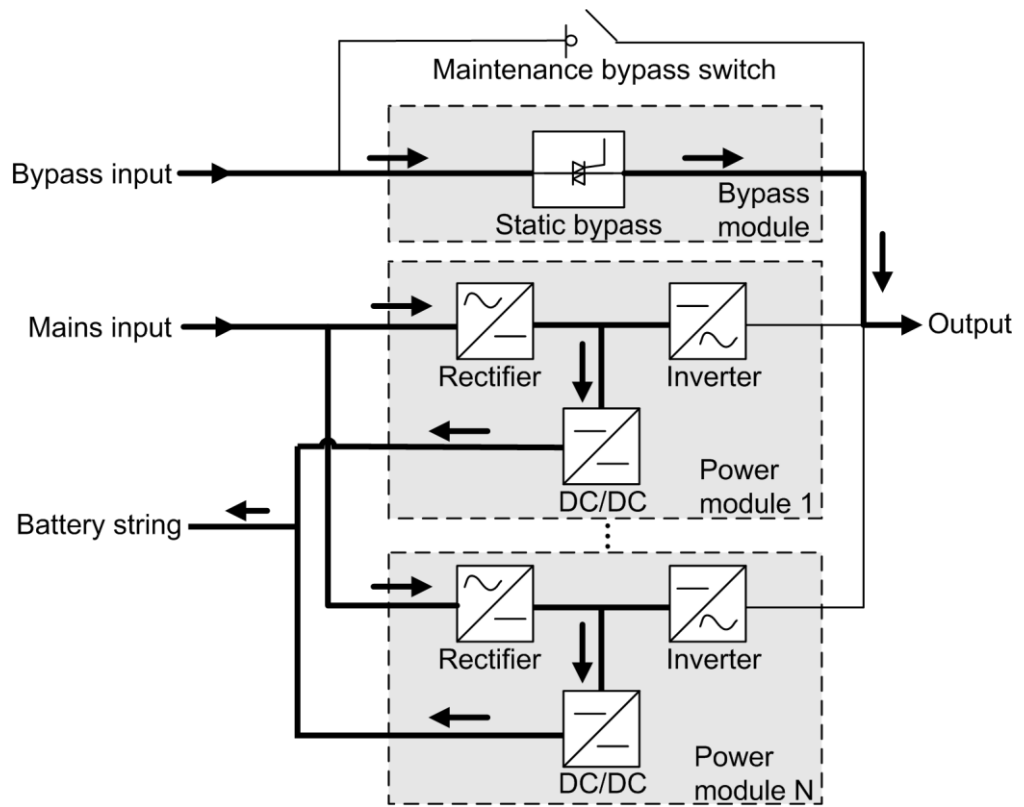 Maintenance bypass switch
Bypass input
Bypass
module
Static bypass
Mains input
Output
Rectifier
Inverter
Power
module 1
DC/DC
Battery string
Rectifier
Inverter
Power
module N
DC/DC